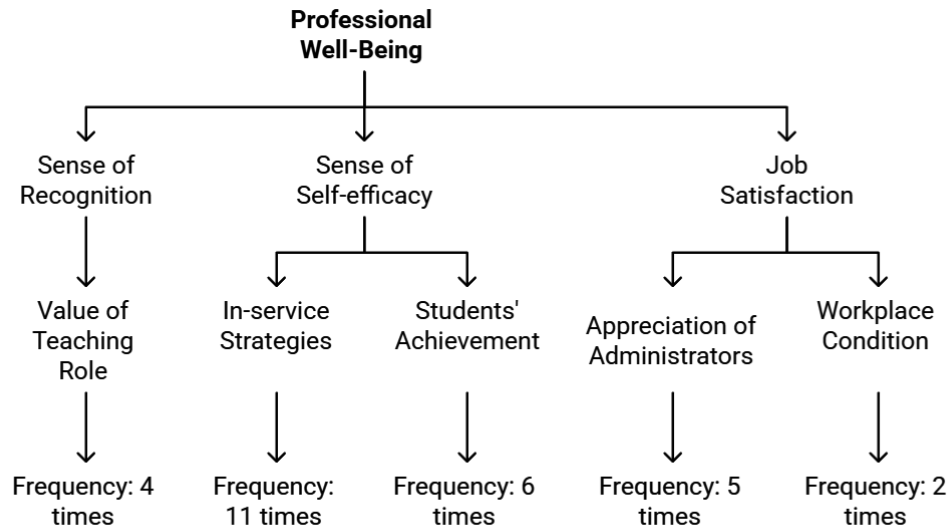 Professional
Well-Being
Sense of
Recognition
Sense of
Self-efficacy
Job
Satisfaction
Value of
Teaching
Role
In-service
Strategies
Students'
Achievement
Appreciation of
Administrators
Workplace
Condition
Frequency: 4
times
Frequency:
11 times
Frequency: 6
times
Frequency: 5
times
Frequency: 2
times